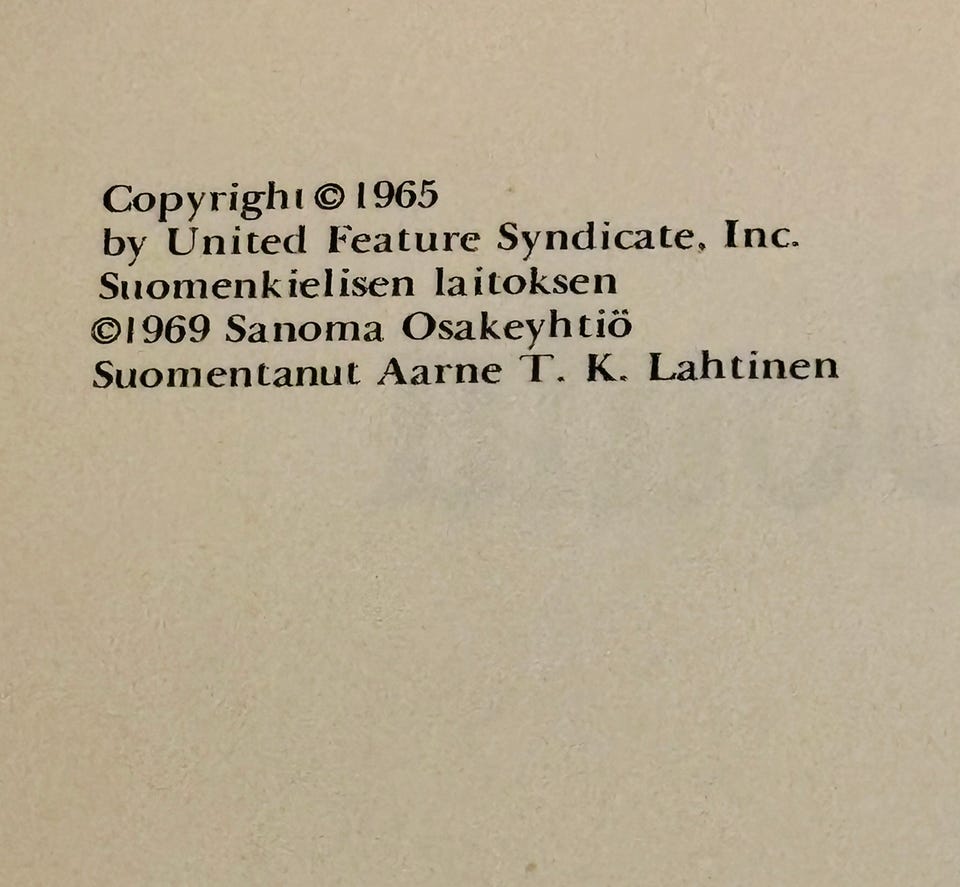 Copyright © 1965
by United Feature Syndicate, Inc.
Suomenkielisen laitoksen
©1969 Sanoma Osakeyhtiö
Suomentanut Aarne T. K. Lahtinen